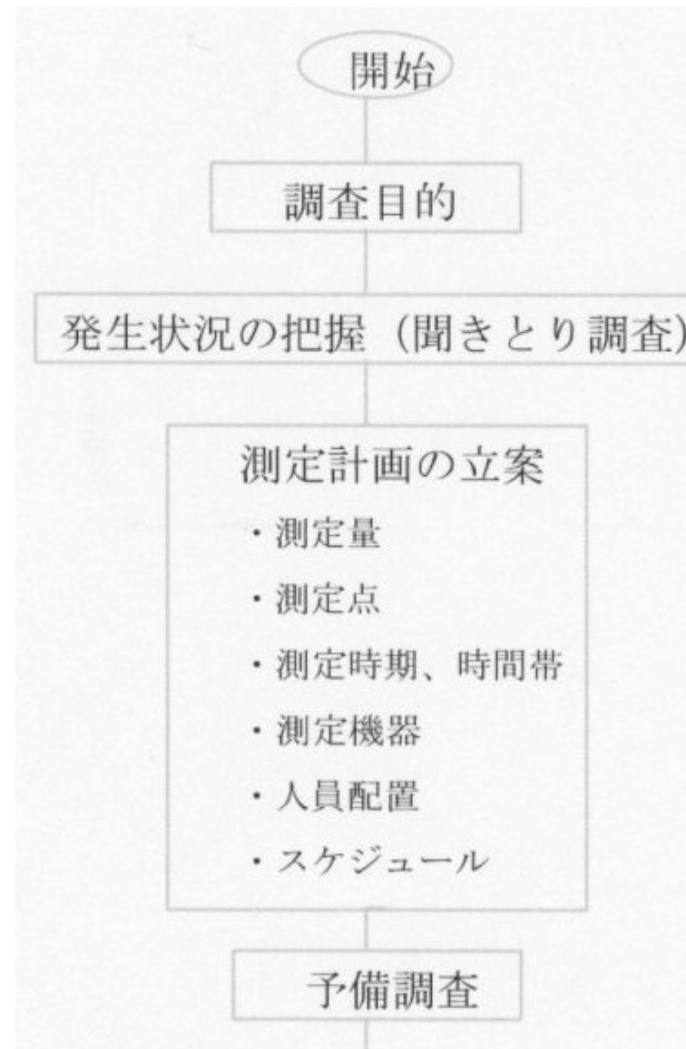 開始
調査目的
発生状況の把握（聞きとり調査）
測定計画の立案
・測定量
・測定点
・測定時期、時間帯
・測定機器
・人員配置
・スケジュール
予備調査